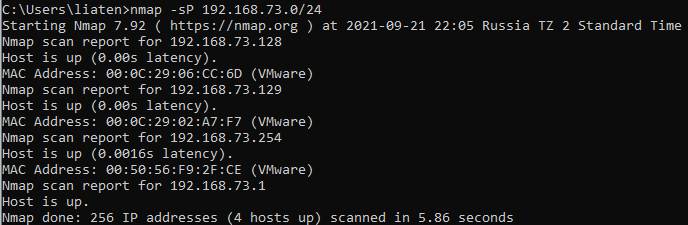 C:\Users\liaten>nmap -sP 192.168.73.0/24
Starting Nmap 7.92 ( https://nmap.org ) at 2021-09-21 22:05 Russia TZ 2 Standard Time
Nmap scan report for 192.168.73.128
Host is up (0.00s latency).
MAC Address: 00:0C:29:06:CC:6D (VMware)
Nmap scan report for 192.168.73.129
Host is up (0.00s latency).
MAC Address: 00:0C:29:02:A7:F7 (VMware)
Nmap scan report for 192.168.73.254
Host is up (0.0016s latency).
MAC Address: 00:50:56:F9:2F:CE (VMware)
Nmap scan report for 192.168.73.1
Host is up.
Nmap done: 256 IP addresses (4 hosts up) scanned in 5.86 seconds